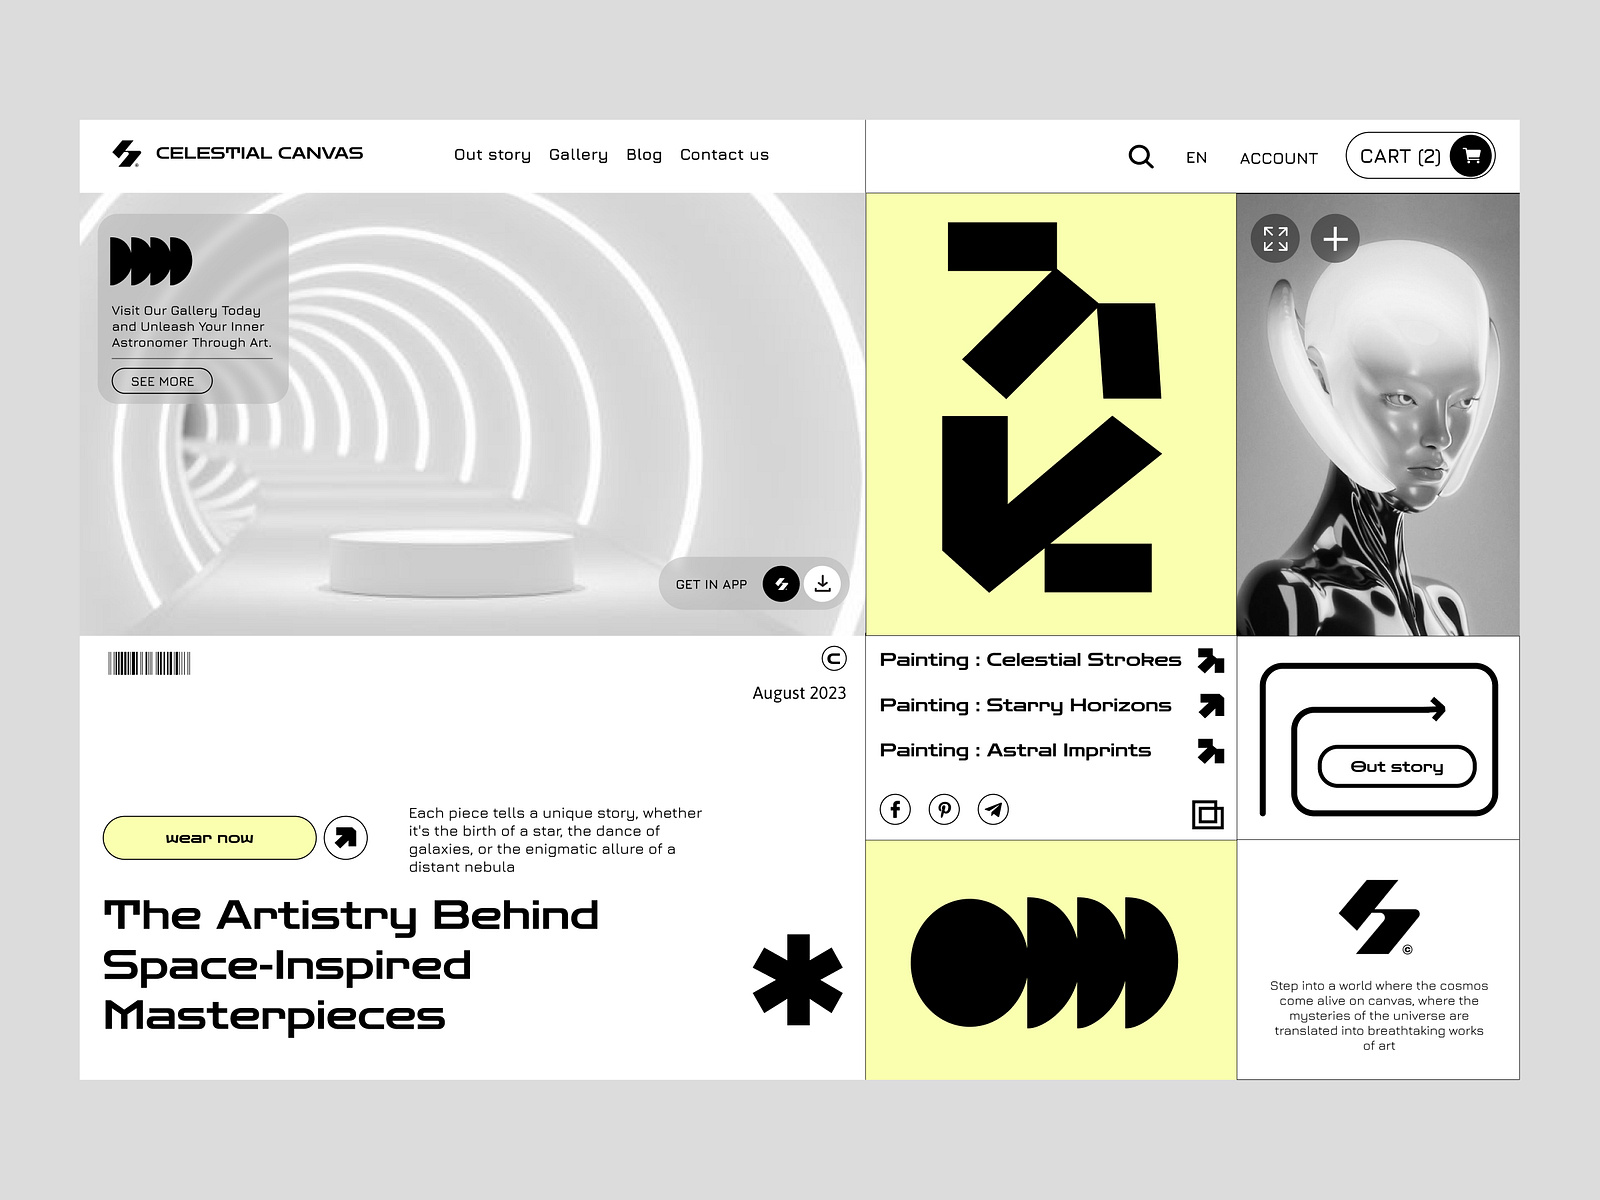 CELESTIAL CANVAS
Out story Gallery Blog Contact us
EN
ACCOUNT
CART (2)
Visit Our Gallery Today
and Unleash Your Inner
Astronomer Through Art.
SEE MORE
GET IN APP
C
August 2023
wear now
Each piece tells a unique story, whether
it's the birth of a star, the dance of
galaxies, or the enigmatic allure of a
distant nebula
The Artistry Behind
Space-Inspired
Masterpieces
Painting : Celestial Strokes
Painting : Starry Horizons
Painting : Astral Imprints
Out story
©
Step into a world where the cosmos
come alive on canvas, where the
mysteries of the universe are
translated into breathtaking works
of art